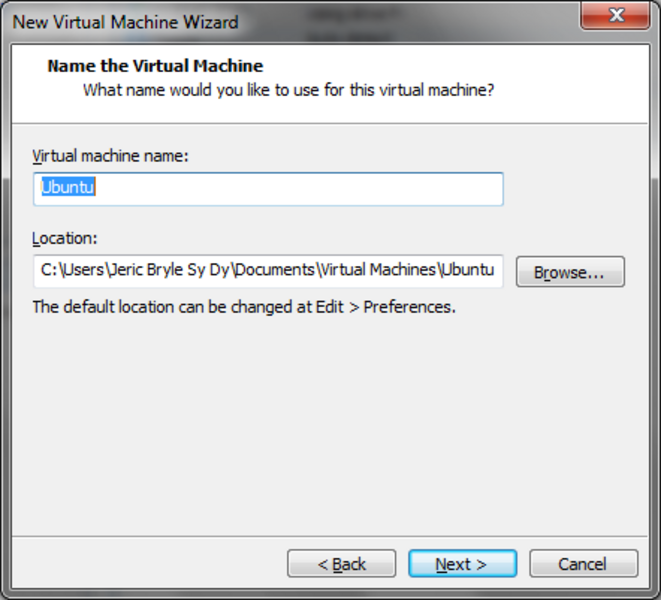 New Virtual Machine Wizard
Name the Virtual Machine
What name would you like to use for this virtual machine?
Virtual machine name:
Ubuntu
Location:
C:\Users\Jeric Bryle Sy Dy\Documents\Virtual Machines\Ubuntu
Browse...
The default location can be changed at Edit > Preferences.
< Back
Next >
Cancel